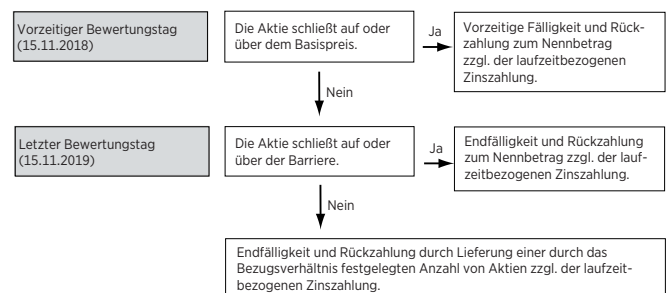 Vorzeitiger Bewertungstag
(15.11.2018)
Die Aktie schließt auf oder
über dem Basispreis.
Ja
Vorzeitige Fälligkeit und Rück-
zahlung zum Nennbetrag
zzgl. der laufzeitbezogenen
Zinszahlung.
Nein
Letzter Bewertungstag
(15.11.2019)
Die Aktie schließt auf oder
über der Barriere.
Ja
Endfälligkeit und Rückzahlung
zum Nennbetrag zzgl. der lauf-
zeitbezogenen Zinszahlung.
Nein
Endfälligkeit und Rückzahlung durch Lieferung einer durch das
Bezugsverhältnis festgelegten Anzahl von Aktien zzgl. der laufzeit-
bezogenen Zinszahlung.